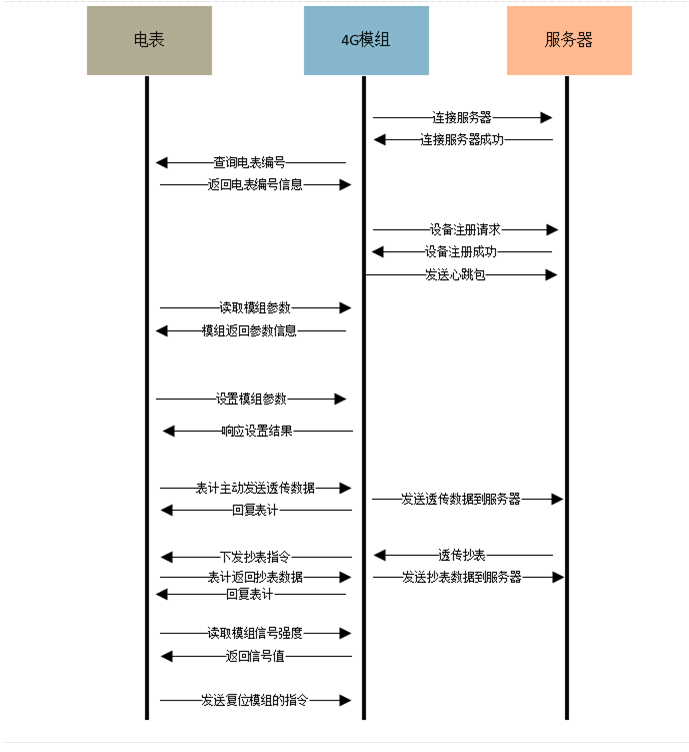 电表
4G模组
服务器
连接服务器
连接服务器成功
查询电表编号
返回电表编号信息
设备注册请求
设备注册成功
发送心跳包
读取模组参数
模组返回参数信息
设置模组参数
响应设置结果
表计主动发送透传数据
发送透传数据到服务器
回复表计
透传抄表
下发抄表指令
表计返回抄表数据
发送抄表数据到服务器
回复表计
读取模组信号强度
返回信号值
发送复位模组的指令